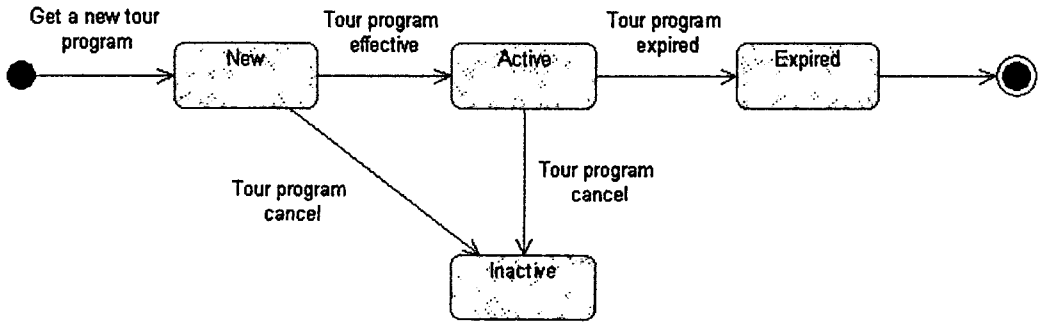 Get a new tour
program
New
Tour program
effective
Active
Tour program
expired
Expired
Tour program
cancel
Tour program
cancel
Inactive